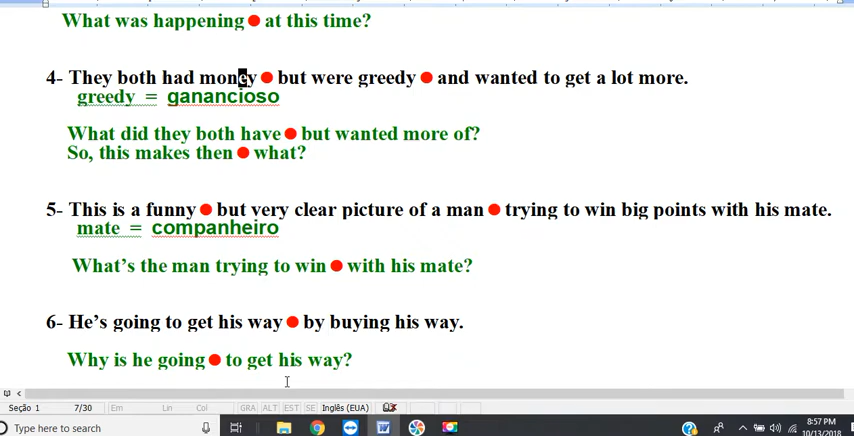 What was happening ● at this time?
4- They both had money ● but were greedy ● and wanted to get a lot more.
greedy = ganancioso
What did they both have ● but wanted more of?
So, this makes then ● what?
5- This is a funny ● but very clear picture of a man ● trying to win big points with his mate.
mate = companheiro
What’s the man trying to win ● with his mate?
6- He’s going to get his way ● by buying his way.
Why is he going ● to get his way?
Seção 1 7/30 Em Lin Col GRA ALT EST SE Inglês (EUA)
Type here to search
8:57 PM
10/13/2018